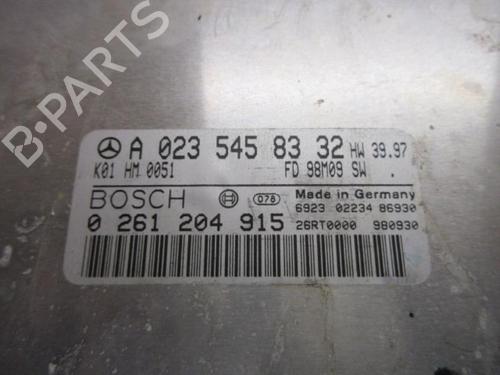 A 023 545 83 32 HW 39.97
K01 HM 0051 FD 98M09 SW .
BOSCH 078 Made in Germany
6923 02234 86930
0 261 204 915 26RT0000 980930
B-PARTS